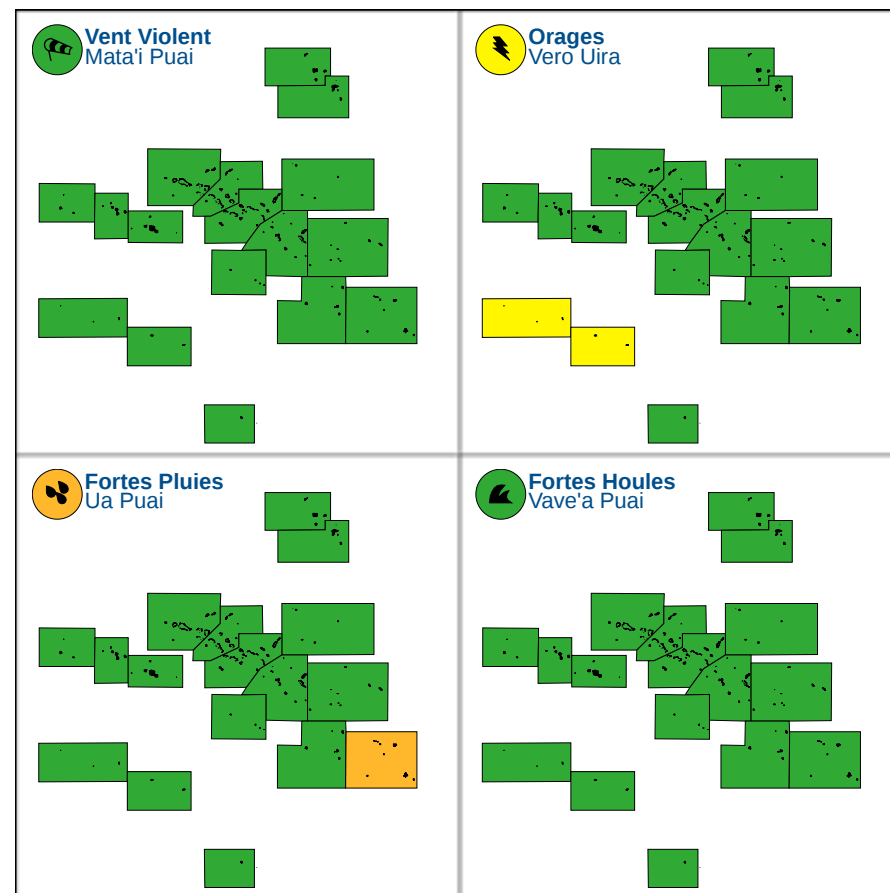 Vent Violent
Mata'i Puai
Orages
Vero Uira
Fortes Pluies
Ua Puai
Fortes Houles
Vave'a Puai